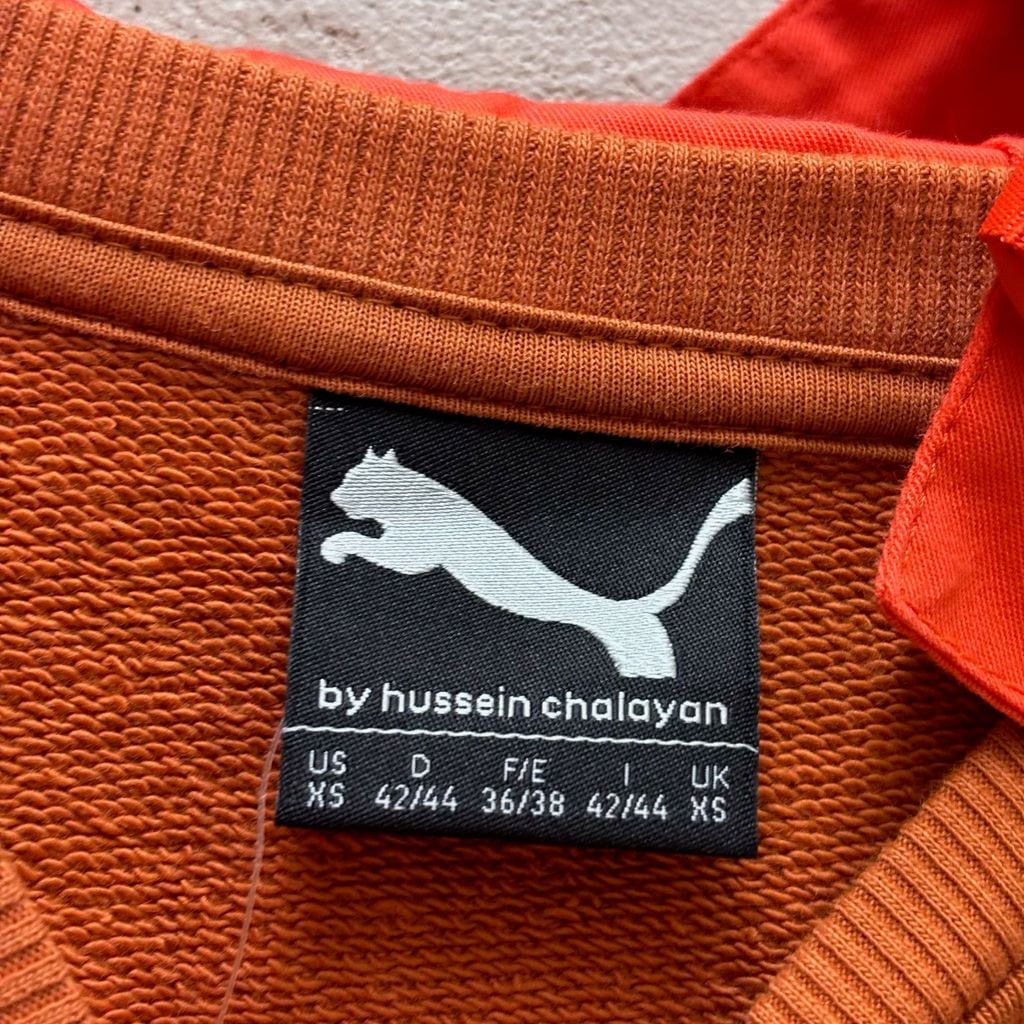 by hussein chalayan
US D F/E I UK
XS 42/44 36/38 42/44 XS